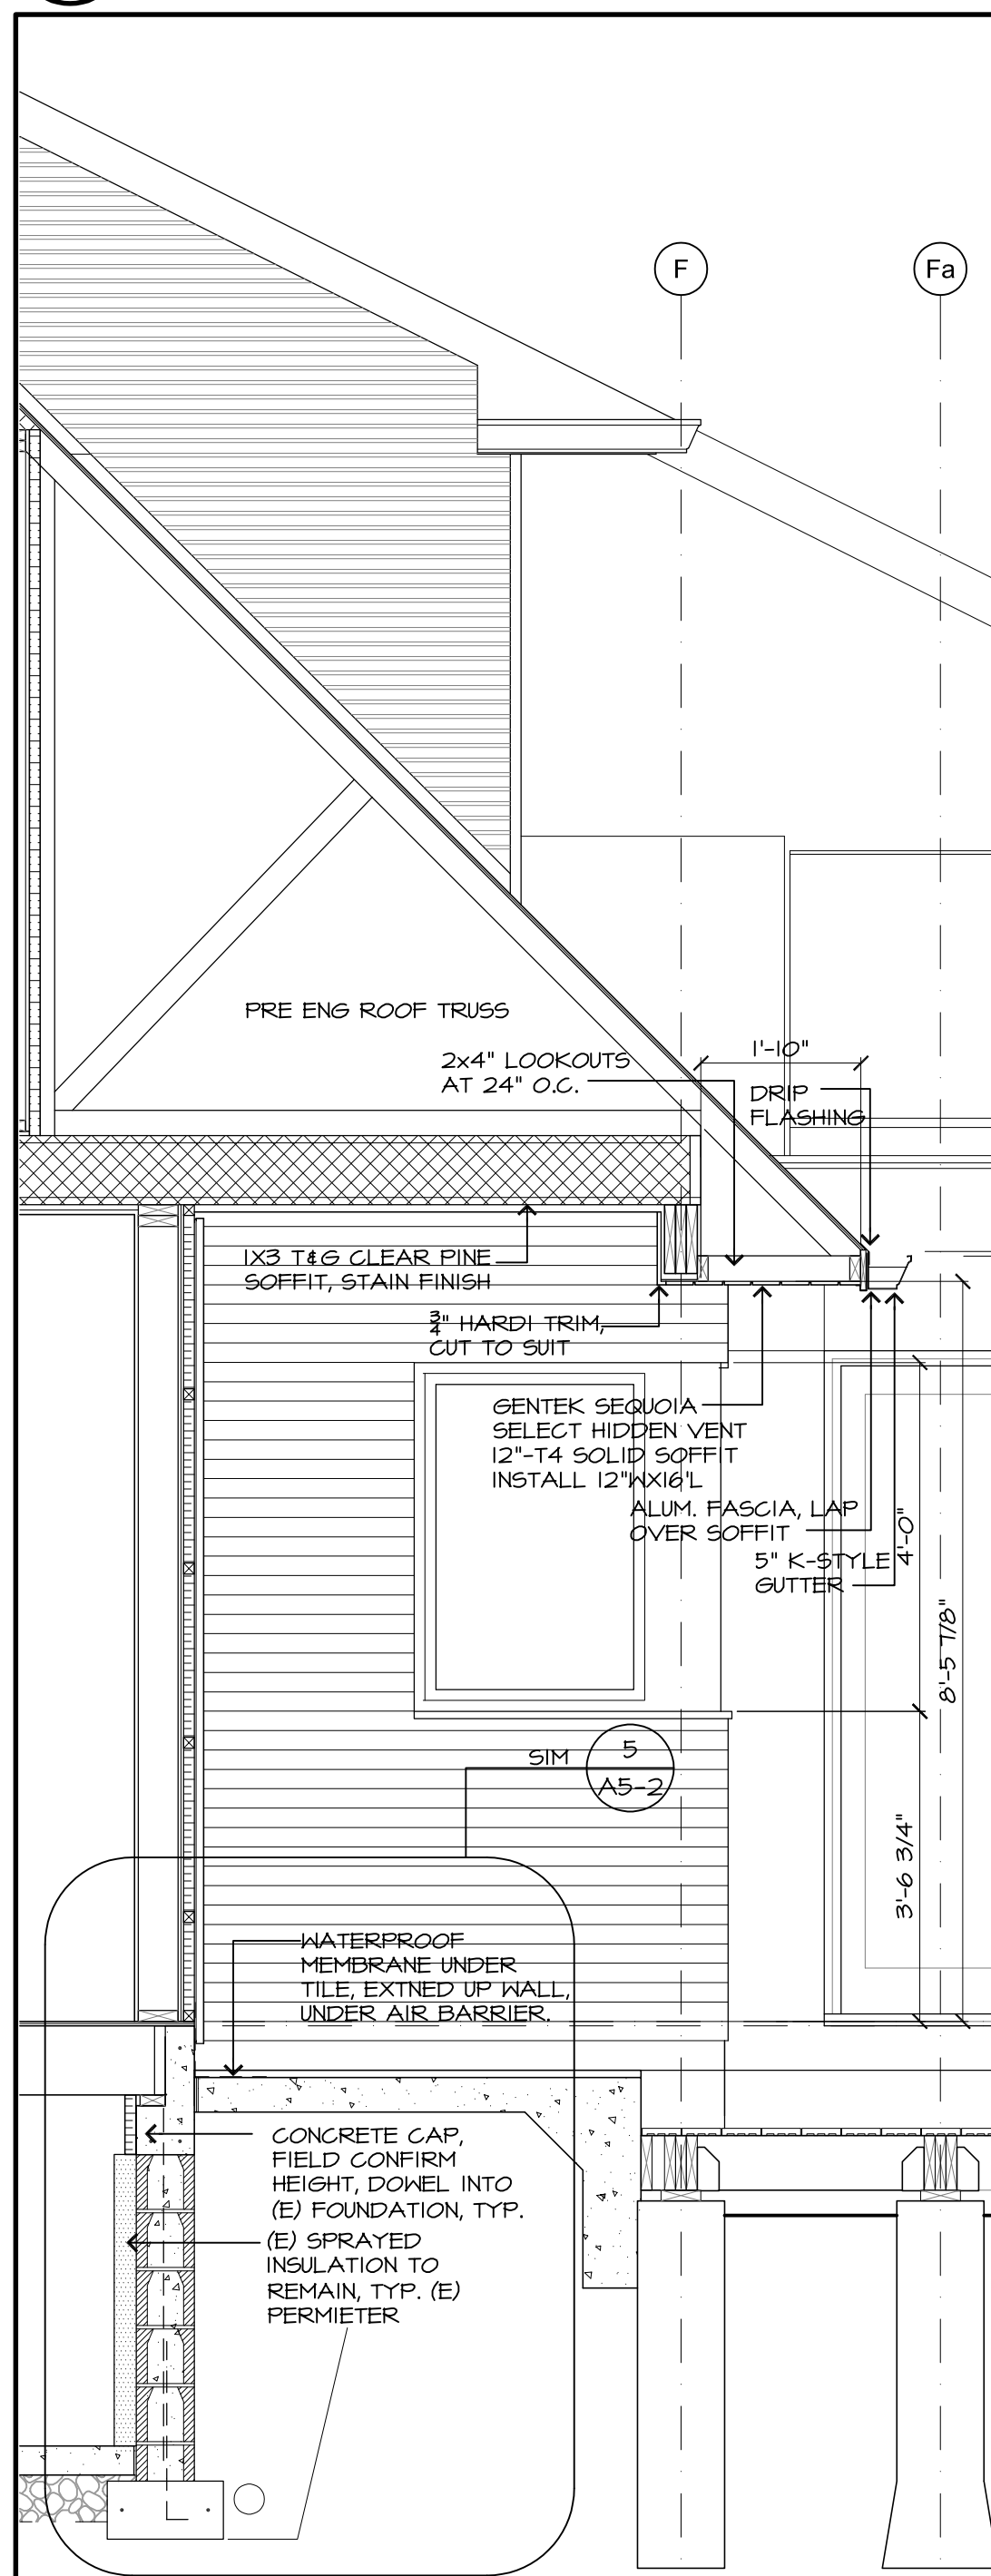 F
Fa
PRE ENG ROOF TRUSS
2x4" LOOKOUTS
AT 24" O.C.
1'-10"
DRIP
FLASHING
1X3 T&G CLEAR PINE
SOFFIT, STAIN FINISH
3/4" HARDI TRIM,
CUT TO SUIT
GENTEK SEQUOIA
SELECT HIDDEN VENT
12"-T4 SOLID SOFFIT
INSTALL 12"WX16'L
ALUM. FASCIA, LAP
OVER SOFFIT
5" K-STYLE
GUTTER
4'-0"
8'-5 7/8"
SIM
5
A5-2
3'-6 3/4"
WATERPROOF
MEMBRANE UNDER
TILE, EXTNED UP WALL,
UNDER AIR BARRIER.
CONCRETE CAP,
FIELD CONFIRM
HEIGHT, DOWEL INTO
(E) FOUNDATION, TYP.
(E) SPRAYED
INSULATION TO
REMAIN, TYP. (E)
PERMIETER